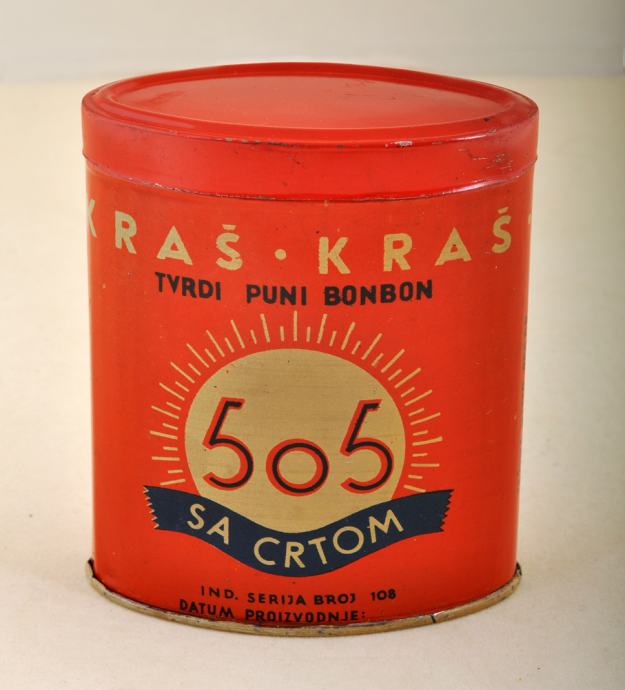 KRAŠ · KRAŠ ·
TVRDI PUNI BONBON
505
SA CRTOM
IND. SERIJA BROJ 108
DATUM PROIZVODNJE: